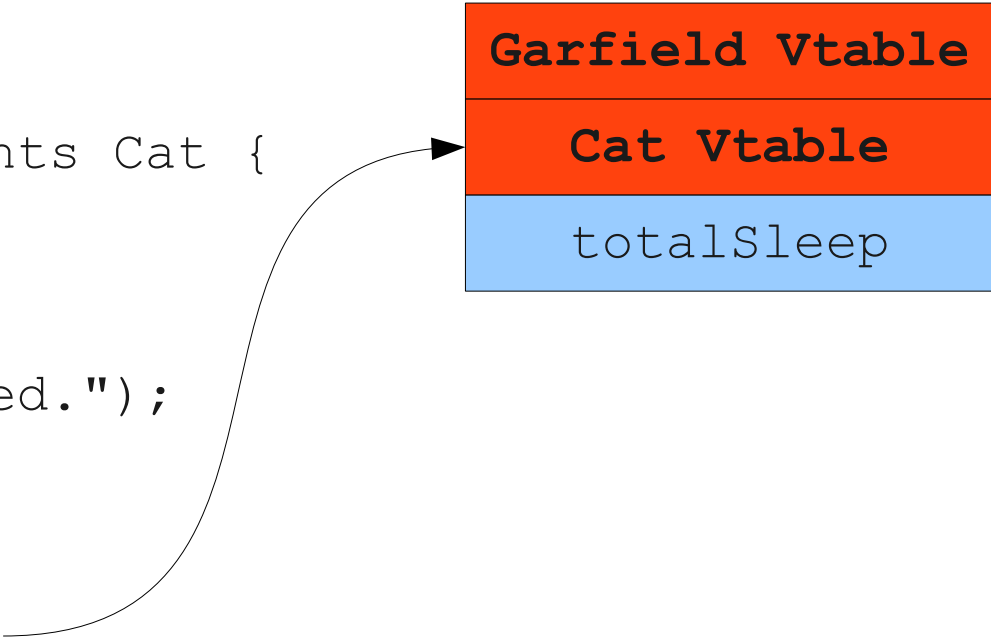 Garfield Vtable
nts Cat {
Cat Vtable
totalSleep
ed.");